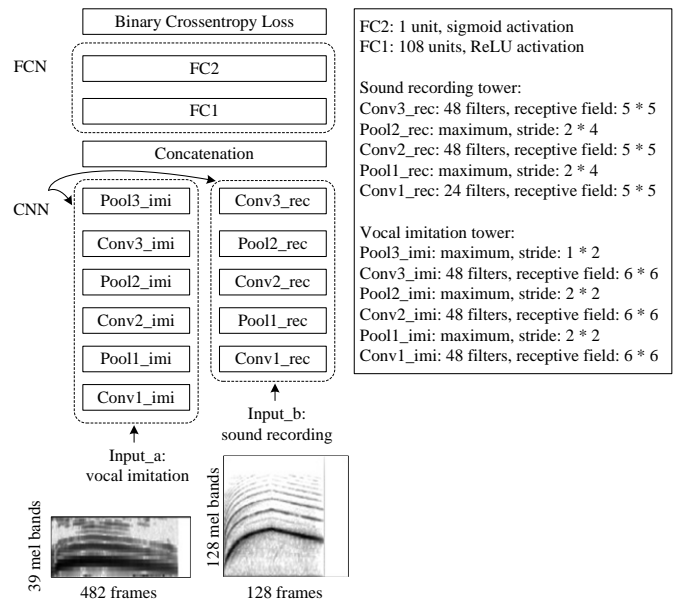 Binary Crossentropy Loss
FCN
FC2
FC1
Concatenation
CNN
Pool3_imi
Conv3_imi
Pool2_imi
Conv2_imi
Pool1_imi
Conv1_imi
Conv3_rec
Pool2_rec
Conv2_rec
Pool1_rec
Conv1_rec
Input_a:
vocal imitation
Input_b:
sound recording
39 mel bands
482 frames
128 mel bands
128 frames
FC2: 1 unit, sigmoid activation
FC1: 108 units, ReLU activation
Sound recording tower:
Conv3_rec: 48 filters, receptive field: 5 * 5
Pool2_rec: maximum, stride: 2 * 4
Conv2_rec: 48 filters, receptive field: 5 * 5
Pool1_rec: maximum, stride: 2 * 4
Conv1_rec: 24 filters, receptive field: 5 * 5
Vocal imitation tower:
Pool3_imi: maximum, stride: 1 * 2
Conv3_imi: 48 filters, receptive field: 6 * 6
Pool2_imi: maximum, stride: 2 * 2
Conv2_imi: 48 filters, receptive field: 6 * 6
Pool1_imi: maximum, stride: 2 * 2
Conv1_imi: 48 filters, receptive field: 6 * 6